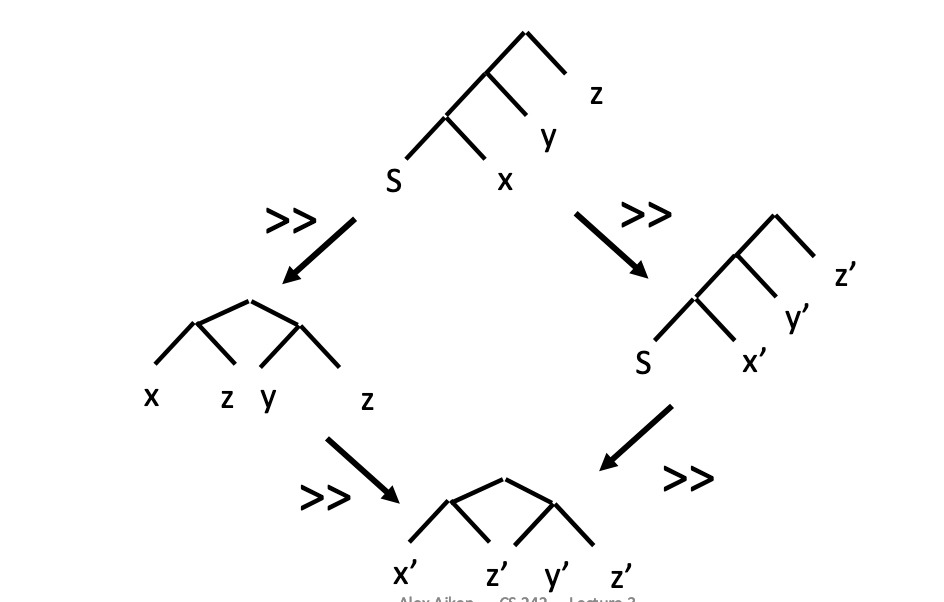 z
y
S x
>> >>
z’
y’
S x’
x z y z
>> >>
x’ z’ y’ z’
Alex Aiken CS 242 Lecture 3